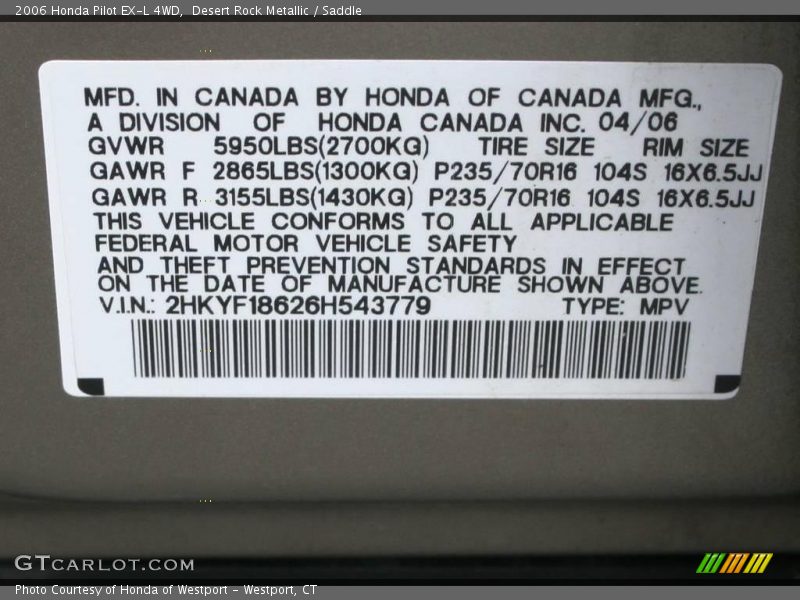 2006 Honda Pilot EX-L 4WD, Desert Rock Metallic / Saddle
MFD. IN CANADA BY HONDA OF CANADA MFG.,
A DIVISION OF HONDA CANADA INC. 04/06
GVWR 5950LBS(2700KG) TIRE SIZE RIM SIZE
GAWR F 2865LBS(1300KG) P235/70R16 104S 16X6.5JJ
GAWR R 3155LBS(1430KG) P235/70R16 104S 16X6.5JJ
THIS VEHICLE CONFORMS TO ALL APPLICABLE
FEDERAL MOTOR VEHICLE SAFETY
AND THEFT PREVENTION STANDARDS IN EFFECT
ON THE DATE OF MANUFACTURE SHOWN ABOVE.
V.I.N.: 2HKYF18626H543779 TYPE: MPV
GTCARLOT.COM
Photo Courtesy of Honda of Westport - Westport, CT